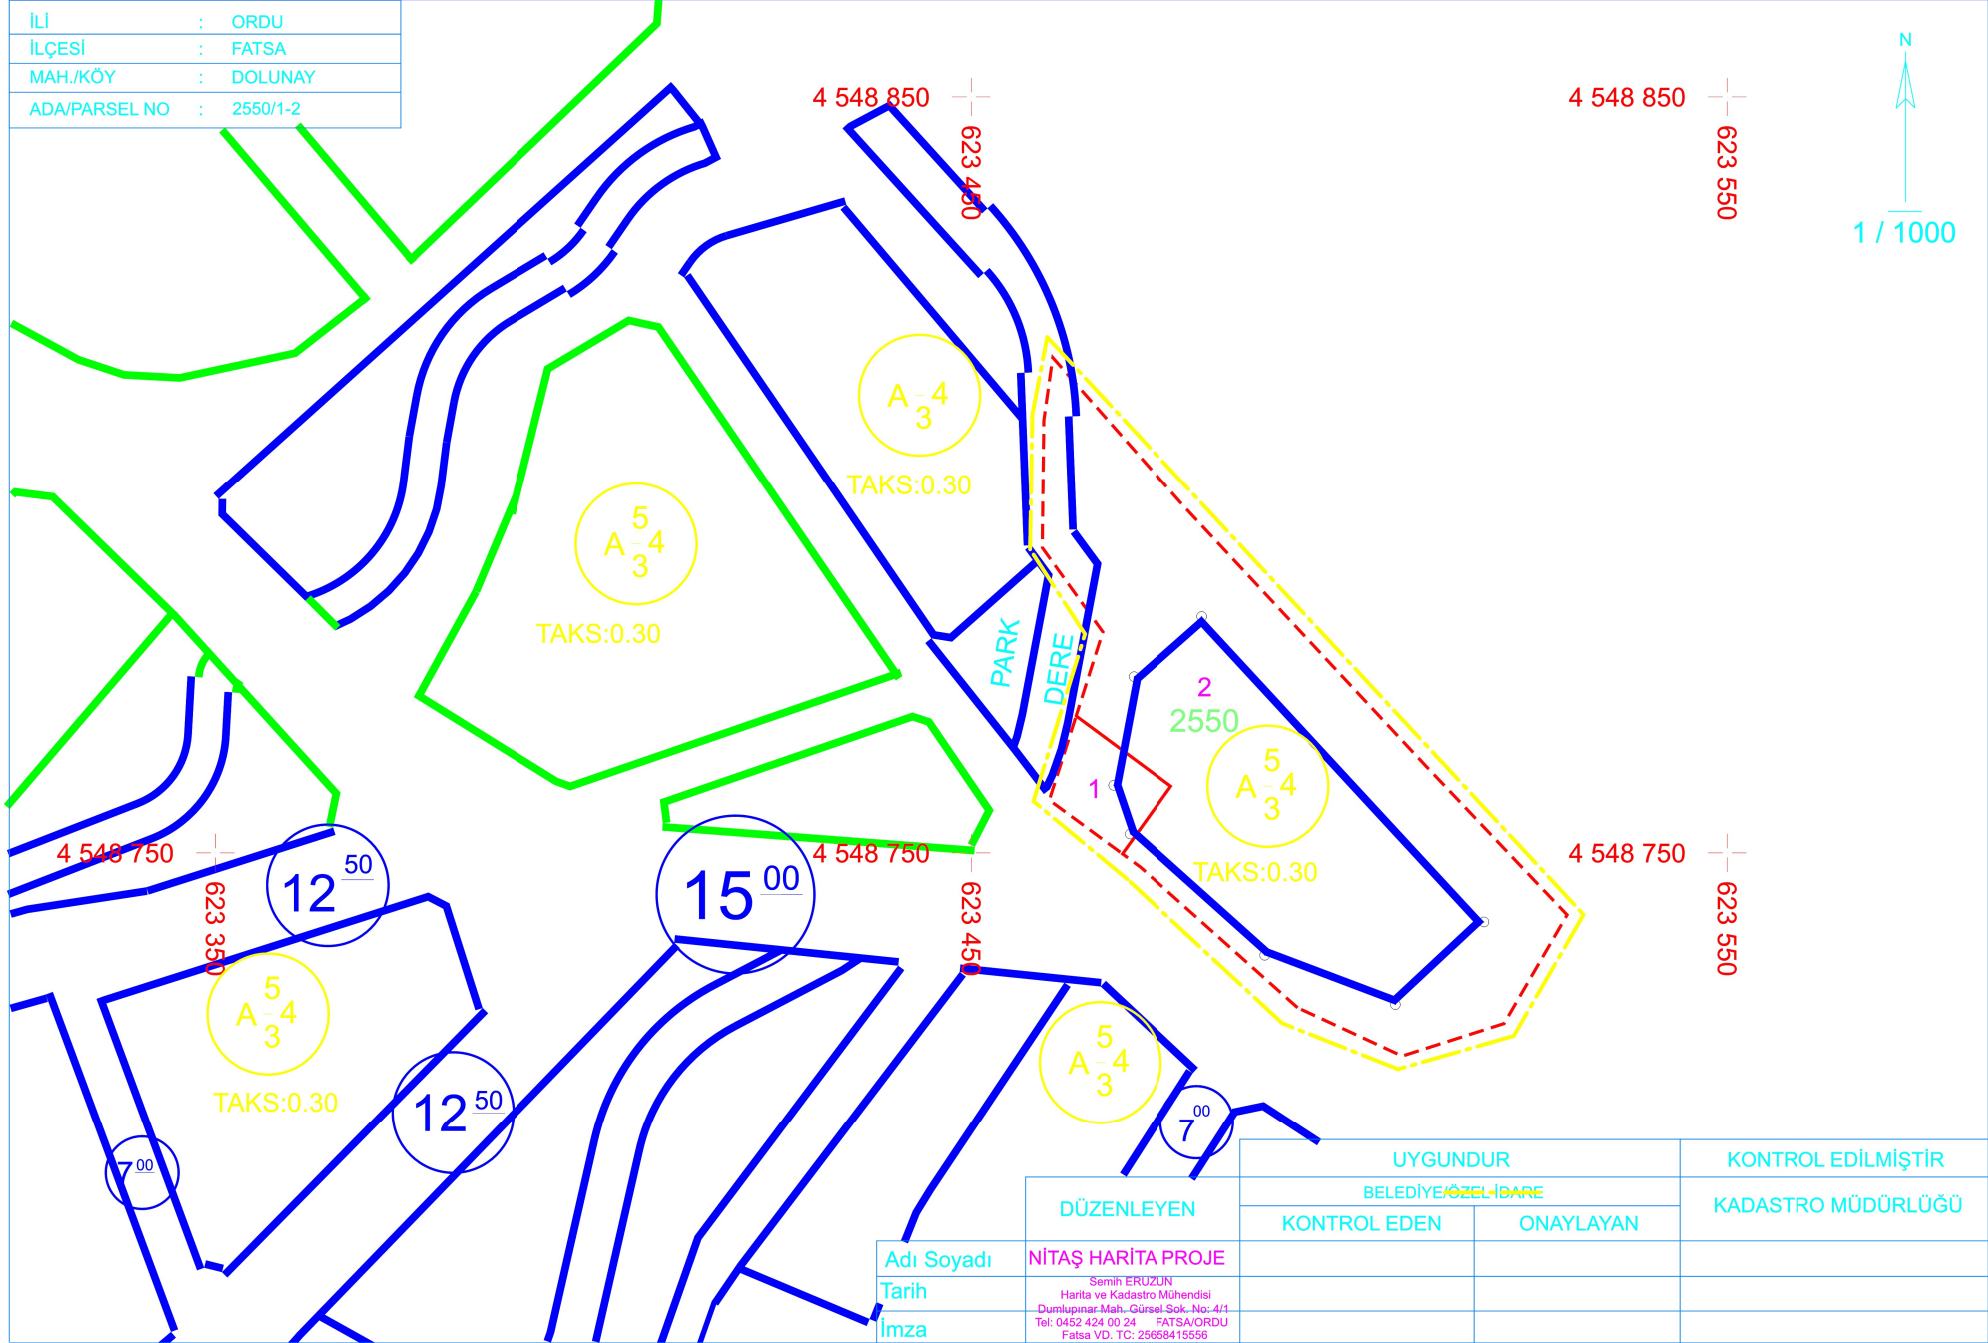 İLİ : ORDU
İLÇESİ : FATSA
MAH./KÖY : DOLUNAY
ADA/PARSEL NO : 2550/1-2
4 548 850
623 450
4 548 850
623 550
N
1 / 1000
A 4
3
TAKS:0.30
5
A 4
3
TAKS:0.30
PARK
DERE
2
2550
1
5
A 4
3
TAKS:0.30
4 548 750
623 350
4 548 750
623 450
4 548 750
623 550
12 50
15 00
5
A 4
3
TAKS:0.30
12 50
7 00
5
A 4
3
7 00
UYGUNDUR
KONTROL EDİLMİŞTİR
DÜZENLEYEN
BELEDİYE/ÖZEL İDARE
KADASTRO MÜDÜRLÜĞÜ
KONTROL EDEN
ONAYLAYAN
Adı Soyadı
NİTAŞ HARİTA PROJE
Tarih
Semih ERUZUN
Harita ve Kadastro Mühendisi
Dumlupınar Mah. Gürsel Sok. No: 4/1
İmza
Tel: 0452 424 00 24 FATSA/ORDU
Fatsa VD. TC: 25658415556